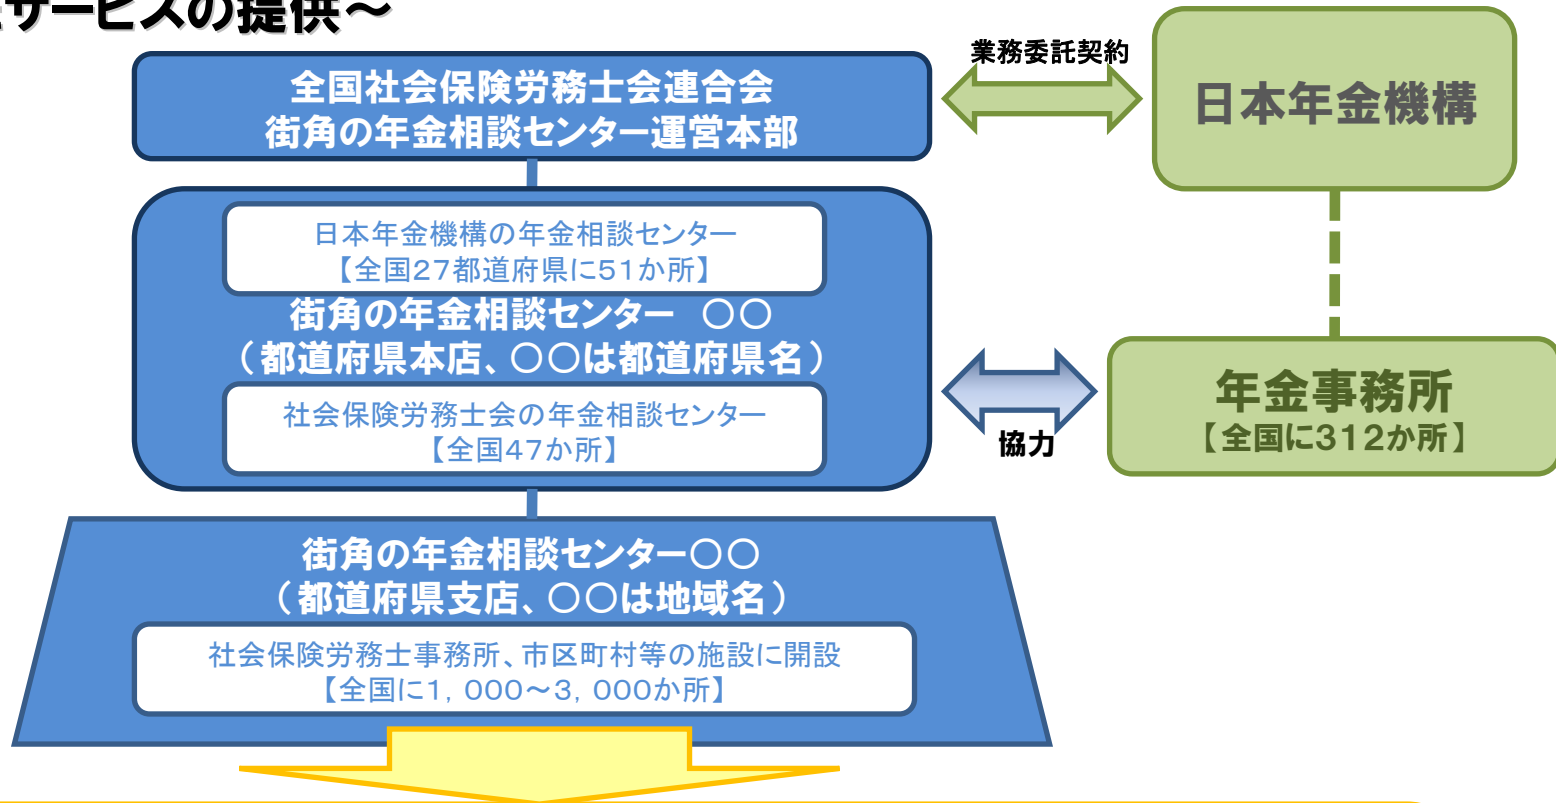 サービスの提供～
業務委託契約
全国社会保険労務士会連合会
街角の年金相談センター運営本部
日本年金機構
日本年金機構の年金相談センター
【全国27都道府県に51か所】
街角の年金相談センター　○○
（都道府県本店、○○は都道府県名）
社会保険労務士会の年金相談センター
【全国47か所】
協力
年金事務所
【全国に312か所】
街角の年金相談センター○○
（都道府県支店、○○は地域名）
社会保険労務士事務所、市区町村等の施設に開設
【全国に1，000～3，000か所】